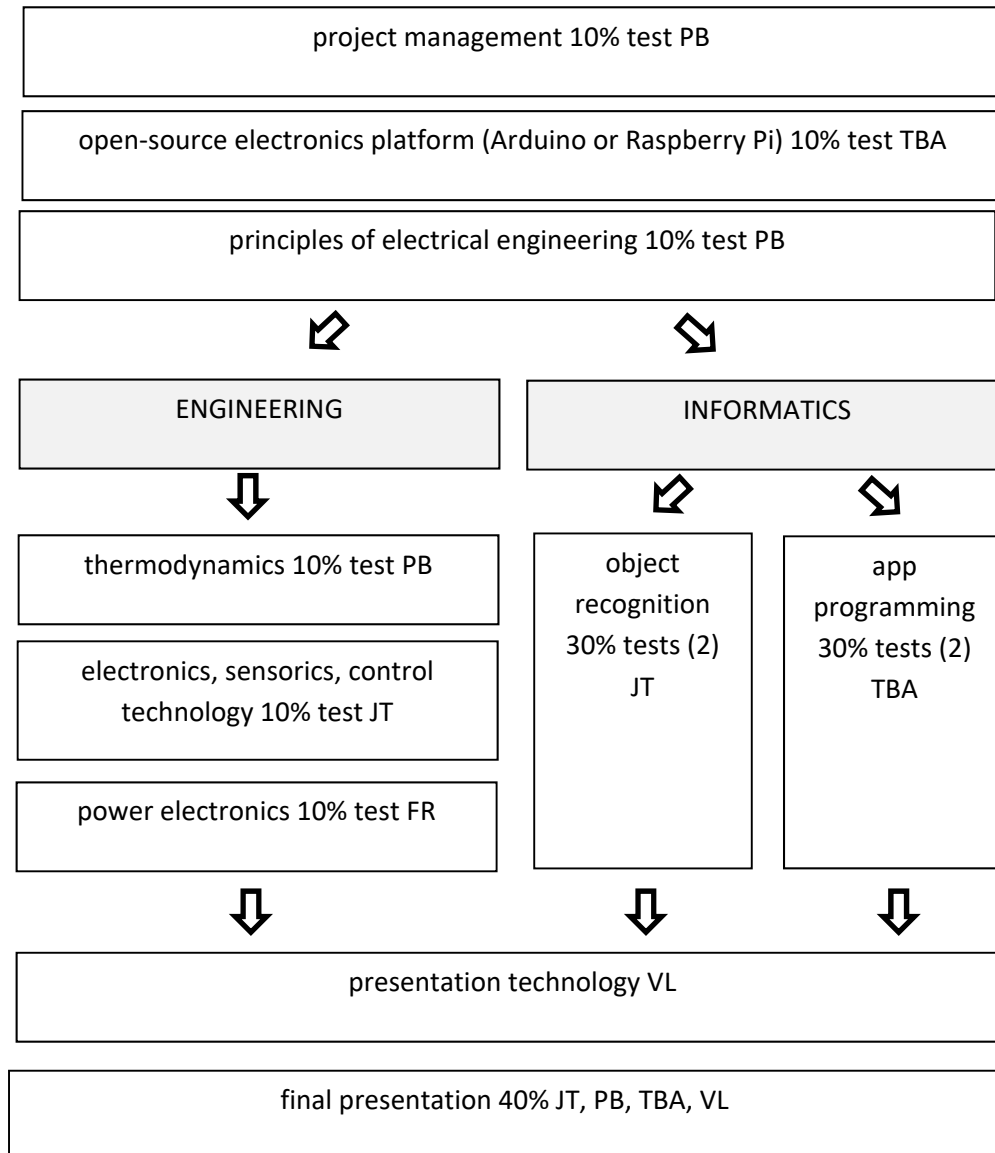 project management 10% test PB
open-source electronics platform (Arduino or Raspberry Pi) 10% test TBA
principles of electrical engineering 10% test PB
ENGINEERING
INFORMATICS
thermodynamics 10% test PB
electronics, sensorics, control
technology 10% test JT
power electronics 10% test FR
object
recognition
30% tests (2)
JT
app
programming
30% tests (2)
TBA
presentation technology VL
final presentation 40% JT, PB, TBA, VL